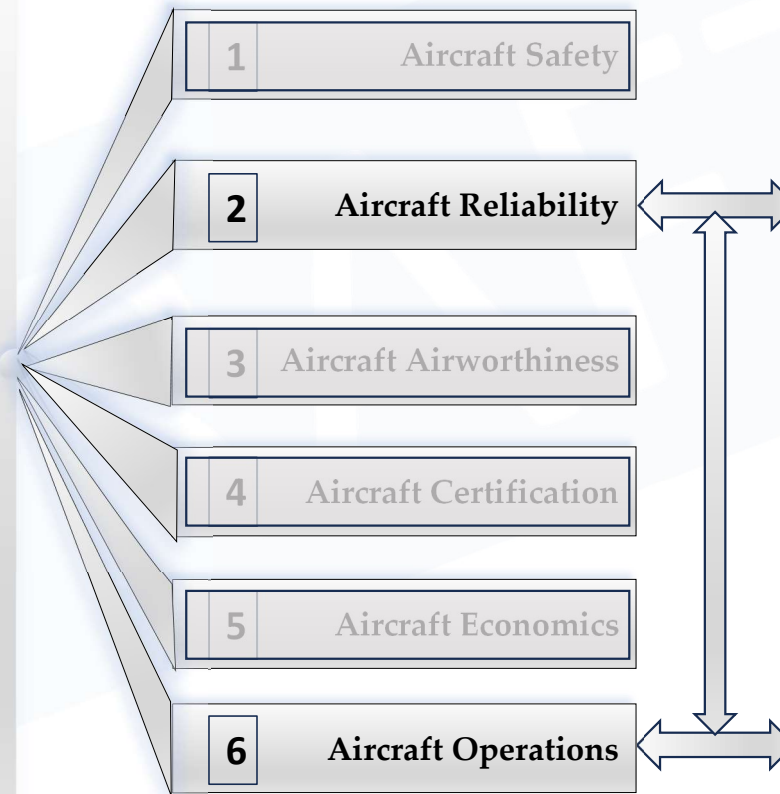 1 Aircraft Safety
2 Aircraft Reliability
3 Aircraft Airworthiness
4 Aircraft Certification
5 Aircraft Economics
6 Aircraft Operations